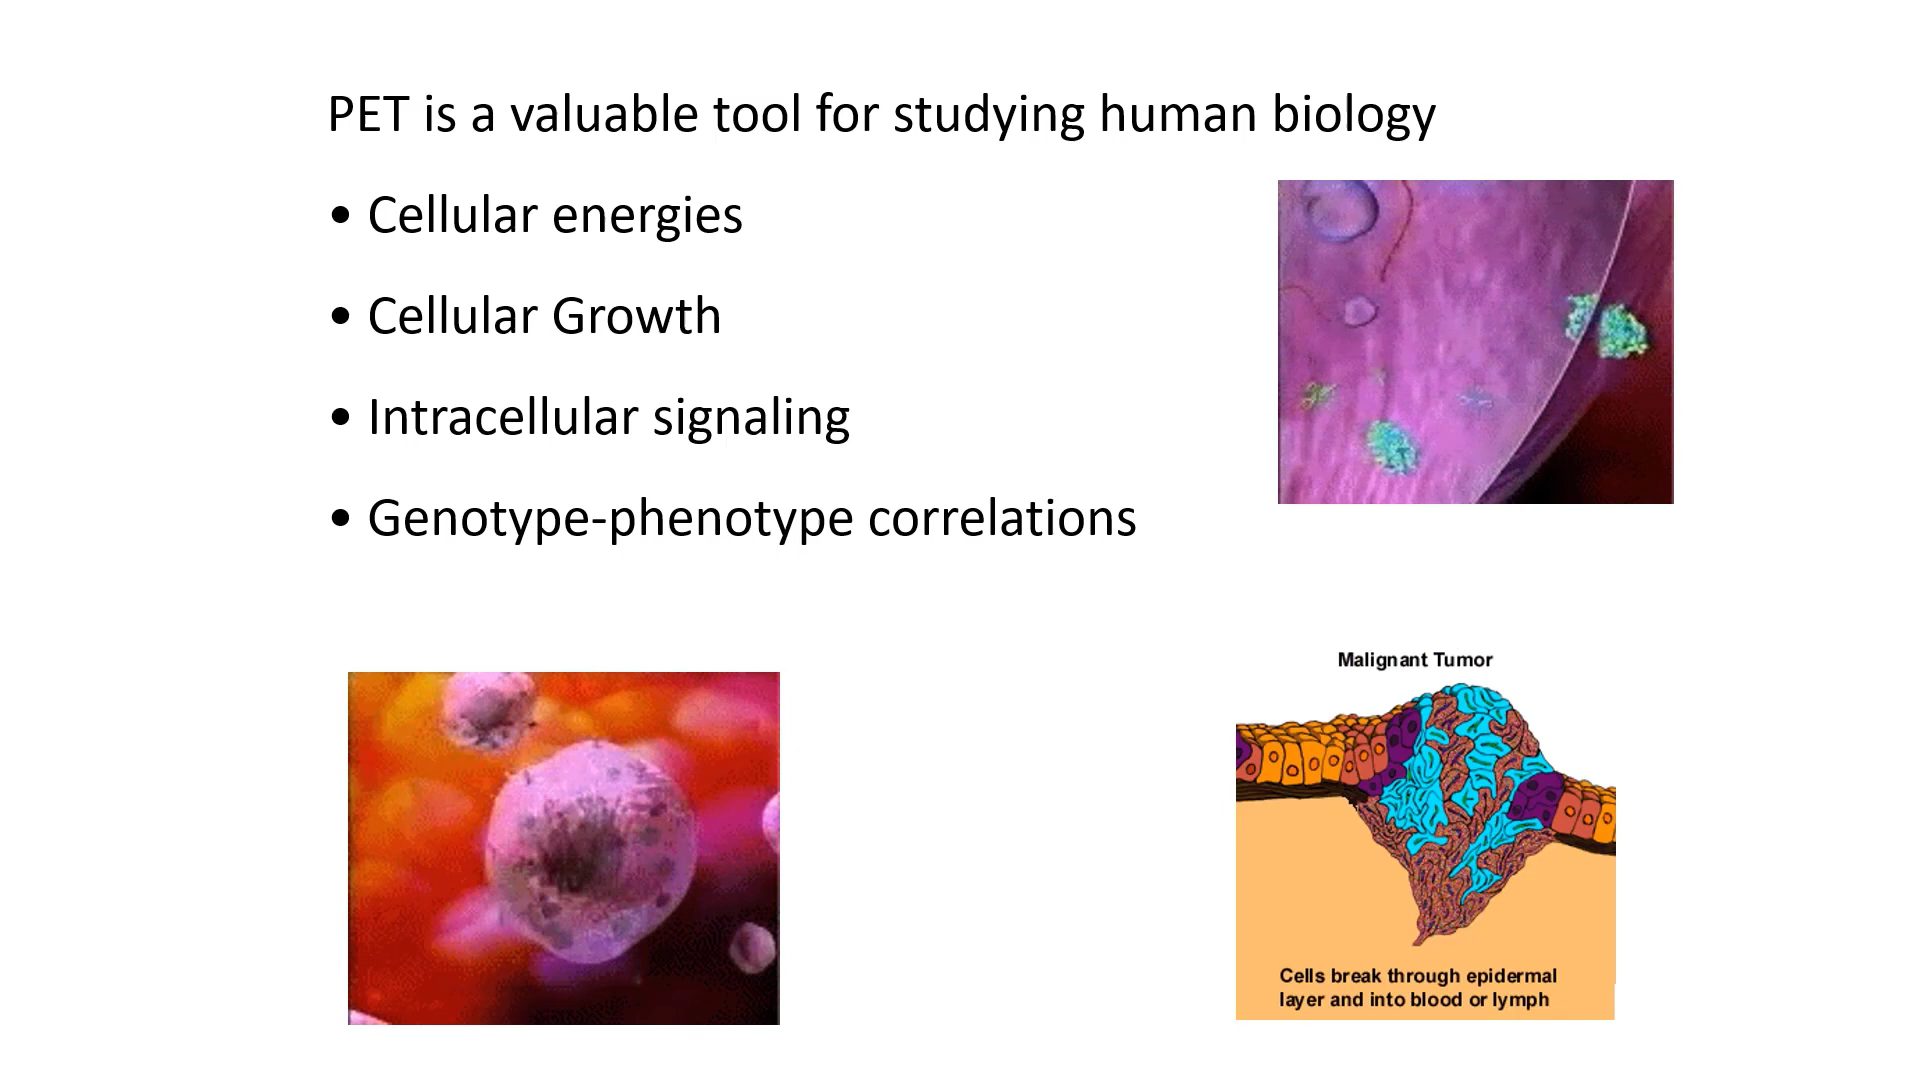 PET is a valuable tool for studying human biology
• Cellular energies
• Cellular Growth
• Intracellular signaling
• Genotype-phenotype correlations
Malignant Tumor
Cells break through epidermal
layer and into blood or lymph